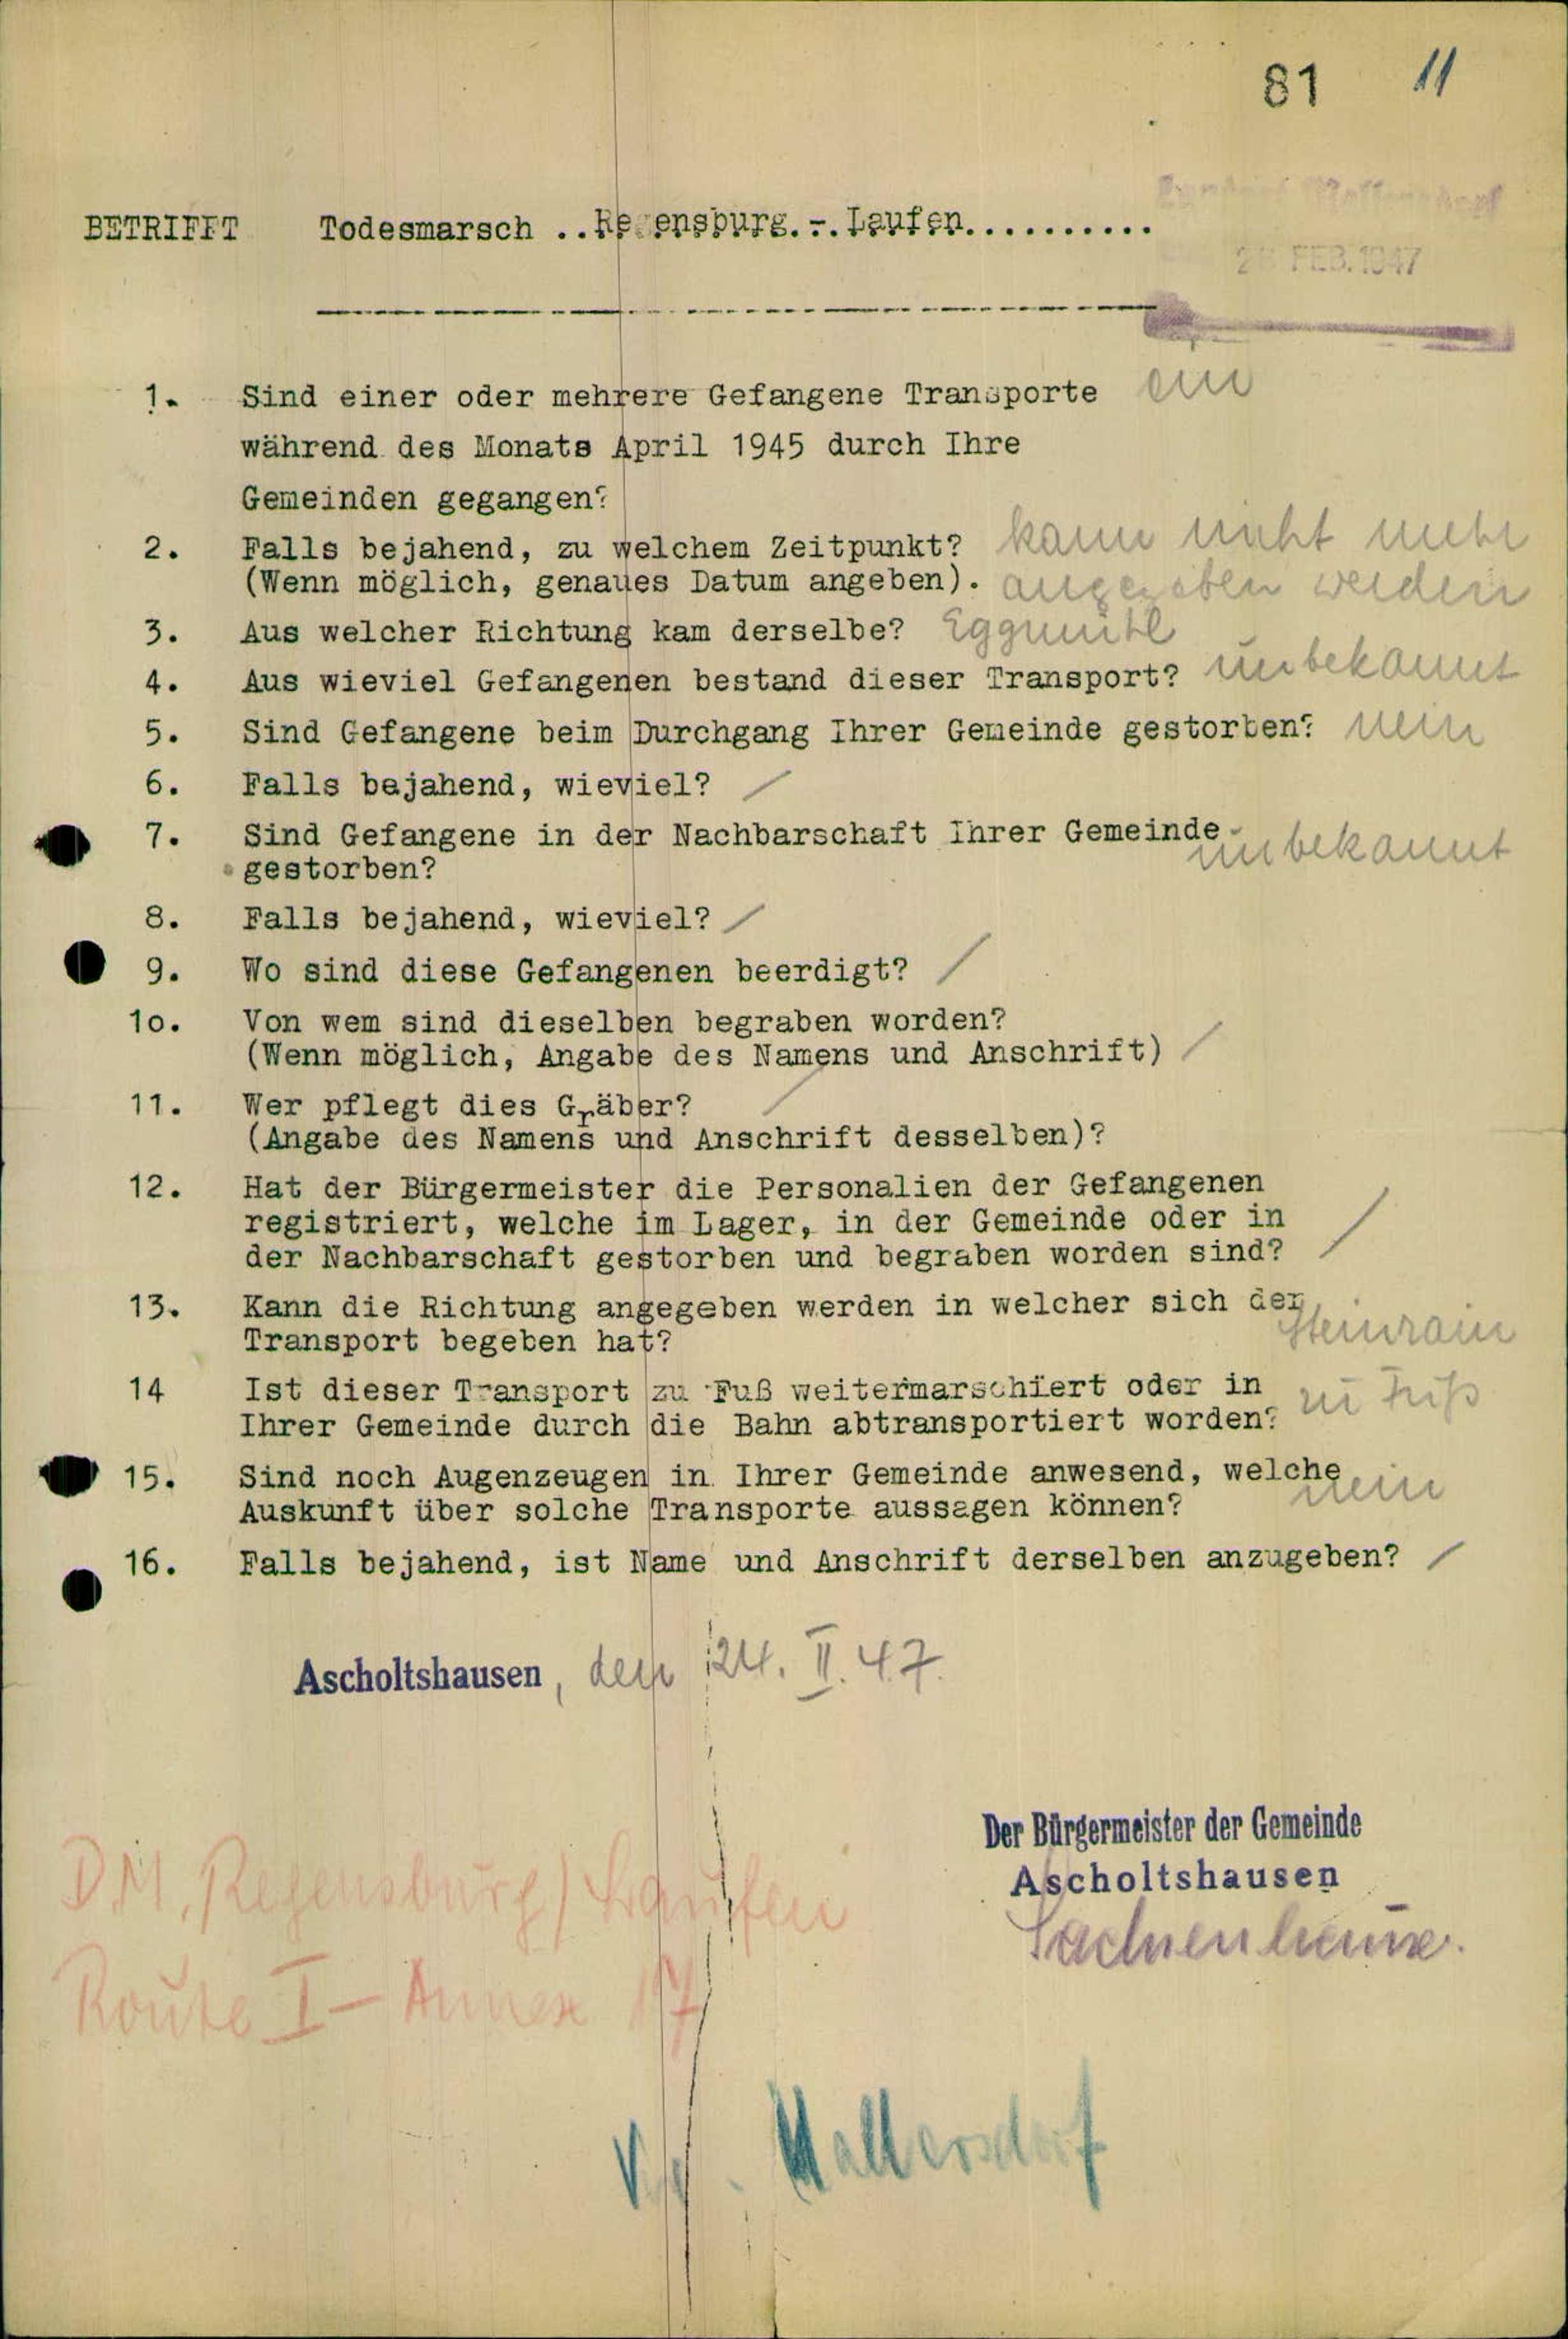 81 11
BETRIFFT Todesmarsch ..Regensburg.-.Laufen..........
26 FEB. 1947
1. Sind einer oder mehrere Gefangene Transporte ein
während des Monats April 1945 durch Ihre
Gemeinden gegangen?
2. Falls bejahend, zu welchem Zeitpunkt? kann nicht mehr
(Wenn möglich, genaues Datum angeben). angegeben werden
3. Aus welcher Richtung kam derselbe? Eggmühl
4. Aus wieviel Gefangenen bestand dieser Transport? unbekannt
5. Sind Gefangene beim Durchgang Ihrer Gemeinde gestorben? nein
6. Falls bejahend, wieviel? /
7. Sind Gefangene in der Nachbarschaft Ihrer Gemeinde unbekannt
gestorben?
8. Falls bejahend, wieviel? /
9. Wo sind diese Gefangenen beerdigt? /
10. Von wem sind dieselben begraben worden?
(Wenn möglich, Angabe des Namens und Anschrift) /
11. Wer pflegt dies Gräber? /
(Angabe des Namens und Anschrift desselben)?
12. Hat der Bürgermeister die Personalien der Gefangenen
registriert, welche im Lager, in der Gemeinde oder in
der Nachbarschaft gestorben und begraben worden sind? /
13. Kann die Richtung angegeben werden in welcher sich der
Transport begeben hat? Steinrain
14 Ist dieser Transport zu Fuß weitermarschiert oder in zu Fuß
Ihrer Gemeinde durch die Bahn abtransportiert worden?
15. Sind noch Augenzeugen in Ihrer Gemeinde anwesend, welche nein
Auskunft über solche Transporte aussagen können?
16. Falls bejahend, ist Name und Anschrift derselben anzugeben? /
Ascholtshausen, den 24. II. 47.
Der Bürgermeister der Gemeinde
Ascholtshausen
D.M. Regensburg/Laufen
Route I - Annex 17
Mallersdorf